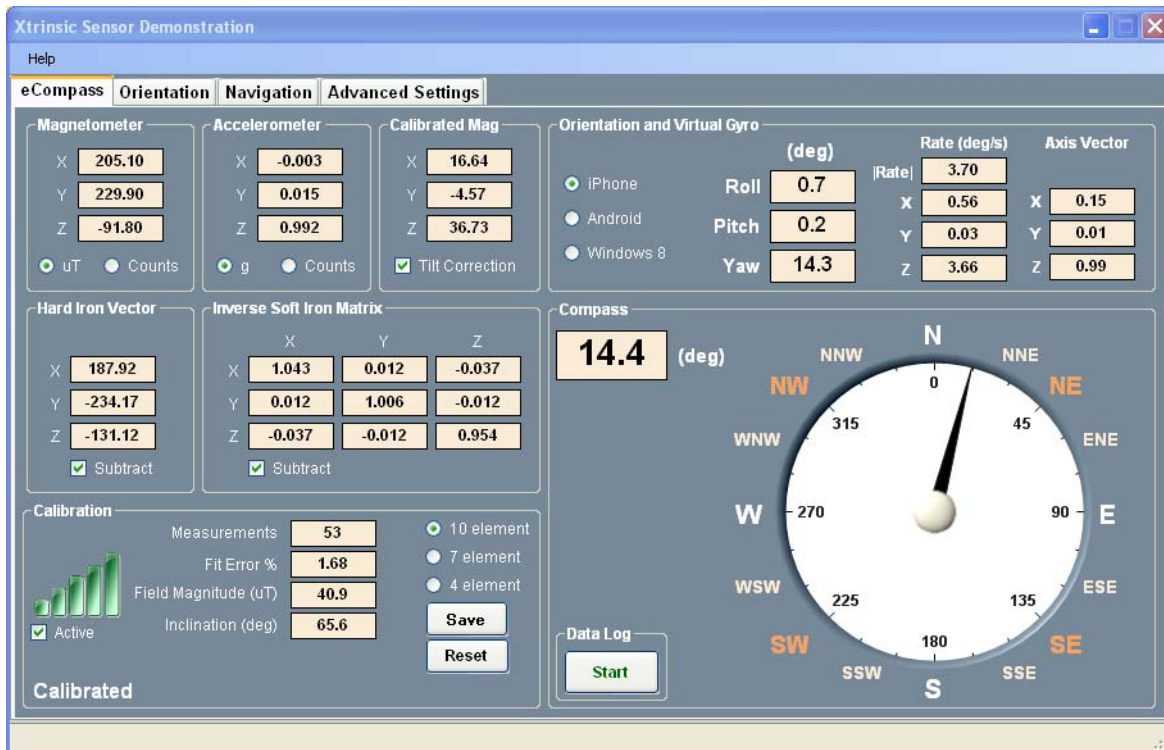 Xtrinsic Sensor Demonstration
Help
eCompass Orientation Navigation Advanced Settings
Magnetometer
X 205.10
Y 229.90
Z -91.80
uT Counts
Accelerometer
X -0.003
Y 0.015
Z 0.992
g Counts
Calibrated Mag
X 16.64
Y -4.57
Z 36.73
Tilt Correction
Orientation and Virtual Gyro
iPhone
Android
Windows 8
(deg)
Roll 0.7
Pitch 0.2
Yaw 14.3
Rate (deg/s)
|Rate| 3.70
X 0.56
Y 0.03
Z 3.66
Axis Vector
X 0.15
Y 0.01
Z 0.99
Hard Iron Vector
X 187.92
Y -234.17
Z -131.12
Subtract
Inverse Soft Iron Matrix
X Y Z
X 1.043 0.012 -0.037
Y 0.012 1.006 -0.012
Z -0.037 -0.012 0.954
Subtract
Calibration
Measurements 53
Fit Error % 1.68
Field Magnitude (uT) 40.9
Inclination (deg) 65.6
Active
10 element
7 element
4 element
Save
Reset
Calibrated
Compass
14.4 (deg)
N
NNW NNE
NW 0 NE
315 45
WNW ENE
W 270 90 E
WSW ESE
225 135
SW 180 SE
SSW SSE
S
Data Log
Start